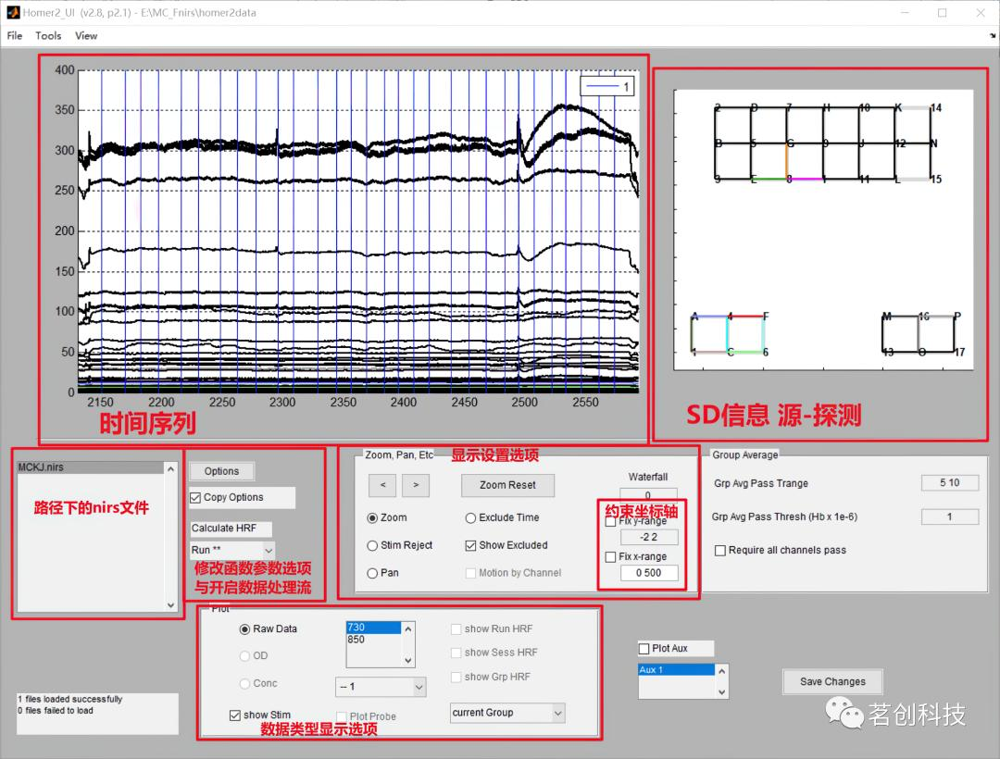 Homer2_UI (v2.8, p2.1) - E:\MC_Fnirs\homer2data
File Tools View
400
350
300
250
200
150
100
50
0
1
2150 2200 2250 2300 2350 2400 2450 2500 2550
时间序列
2 D 7 H 10 K 14
B 5 G 9 J 12 N
3 E 8 I 11 L 15
A 4 F
1 C 6
M 16 P
13 O 17
SD信息 源-探测
MCKJ.nirs
路径下的nirs文件
Options
Copy Options
Calculate HRF
Run **
修改函数参数选项
与开启数据处理流
Zoom, Pan, Etc
显示设置选项
< >
Zoom Reset
Waterfall
0
约束坐标轴
Zoom
Exclude Time
Fix y-range
-2 2
Stim Reject
Show Excluded
Fix x-range
0 500
Pan
Motion by Channel
Group Average
Grp Avg Pass Trange
5 10
Grp Avg Pass Thresh (Hb x 1e-6)
1
Require all channels pass
Plot
Raw Data
730
850
show Run HRF
OD
show Sess HRF
Conc
-- 1
show Grp HRF
show Stim
Plot Probe
current Group
数据类型显示选项
Plot Aux
Aux 1
Save Changes
1 files loaded successfully
0 files failed to load
茗创科技